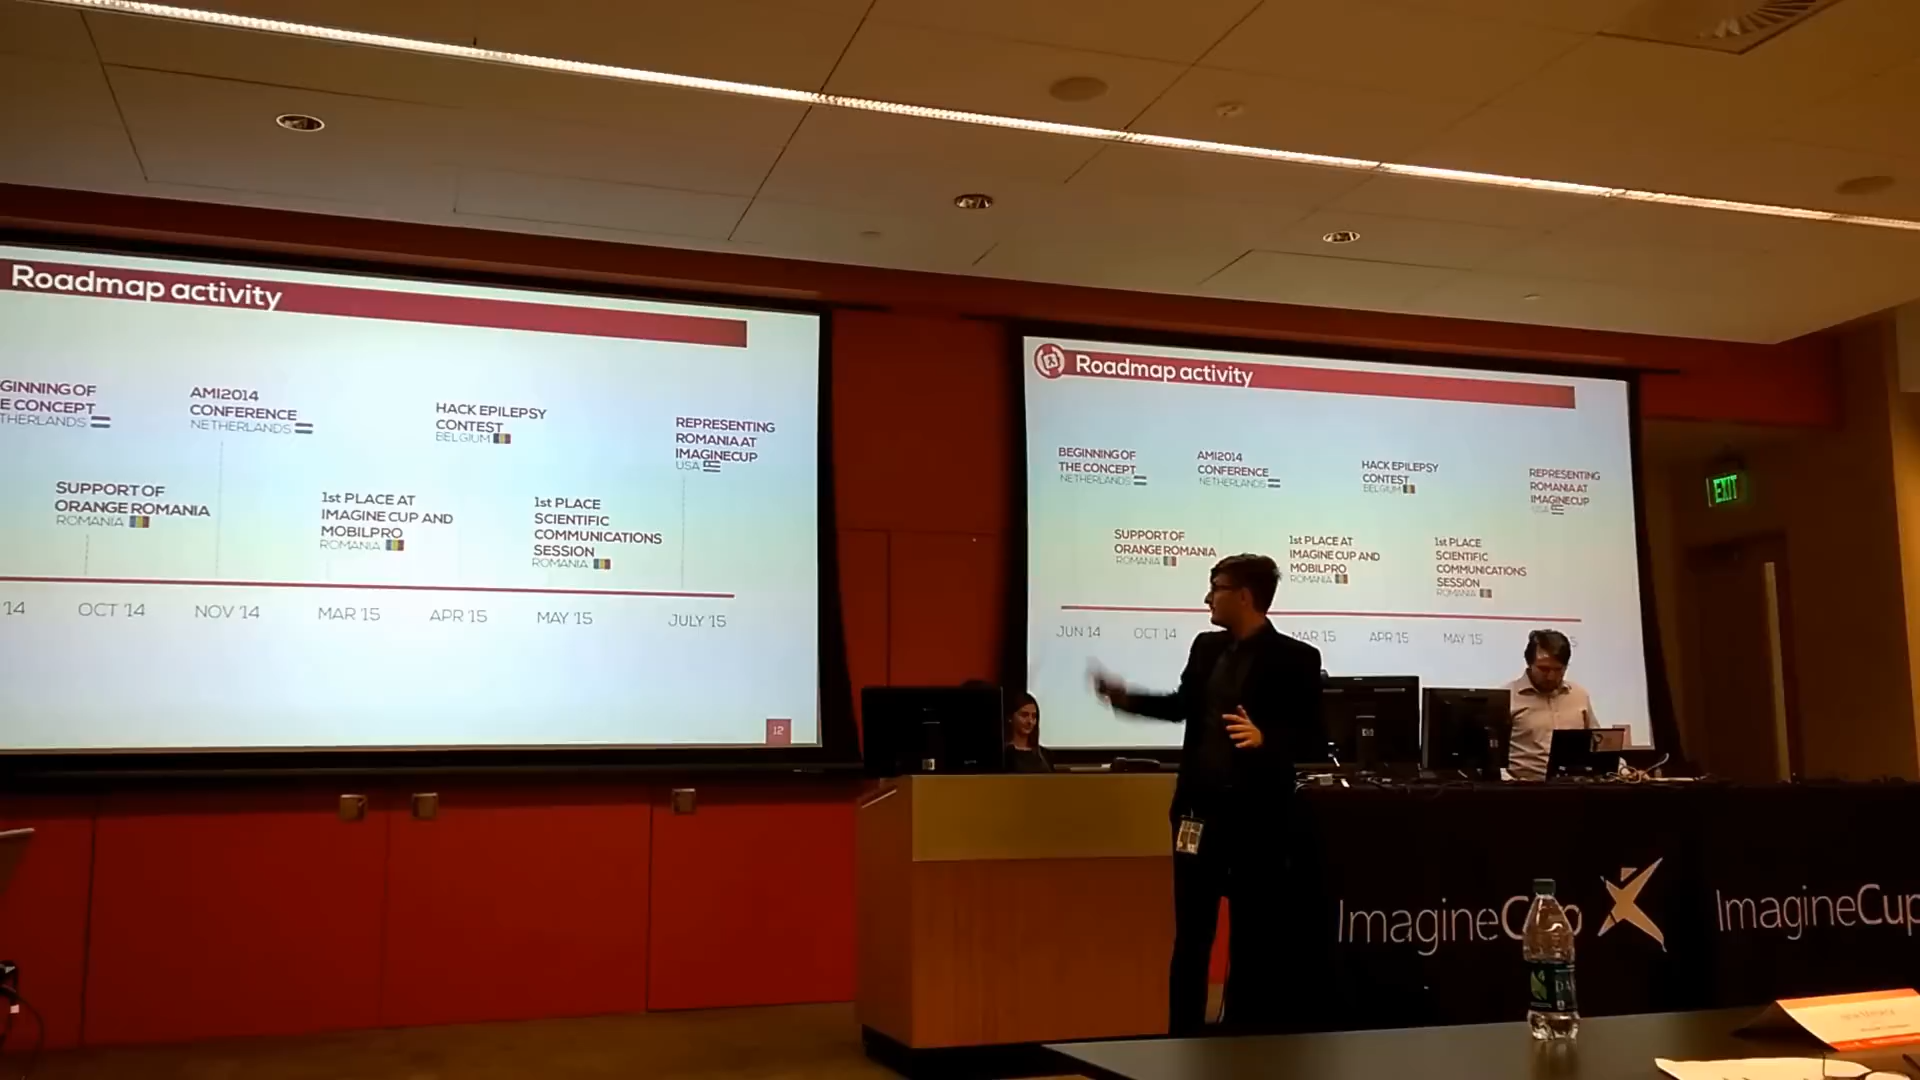 Roadmap activity
GINNING OF
E CONCEPT
THERLANDS
AMI2014
CONFERENCE
NETHERLANDS
HACK EPILEPSY
CONTEST
BELGIUM
REPRESENTING
ROMANIA AT
IMAGINECUP
USA
SUPPORT OF
ORANGE ROMANIA
ROMANIA
1st PLACE AT
IMAGINE CUP AND
MOBILPRO
ROMANIA
1st PLACE
SCIENTIFIC
COMMUNICATIONS
SESSION
ROMANIA
'14 OCT '14 NOV '14 MAR '15 APR '15 MAY '15 JULY '15
12
Roadmap activity
BEGINNING OF
THE CONCEPT
NETHERLANDS
AMI2014
CONFERENCE
NETHERLANDS
HACK EPILEPSY
CONTEST
BELGIUM
REPRESENTING
ROMANIA AT
IMAGINECUP
USA
SUPPORT OF
ORANGE ROMANIA
ROMANIA
1st PLACE AT
IMAGINE CUP AND
MOBILPRO
ROMANIA
1st PLACE
SCIENTIFIC
COMMUNICATIONS
SESSION
ROMANIA
JUN '14 OCT '14 MAR '15 APR '15 MAY '15
EXIT
ImagineCup
ImagineCup